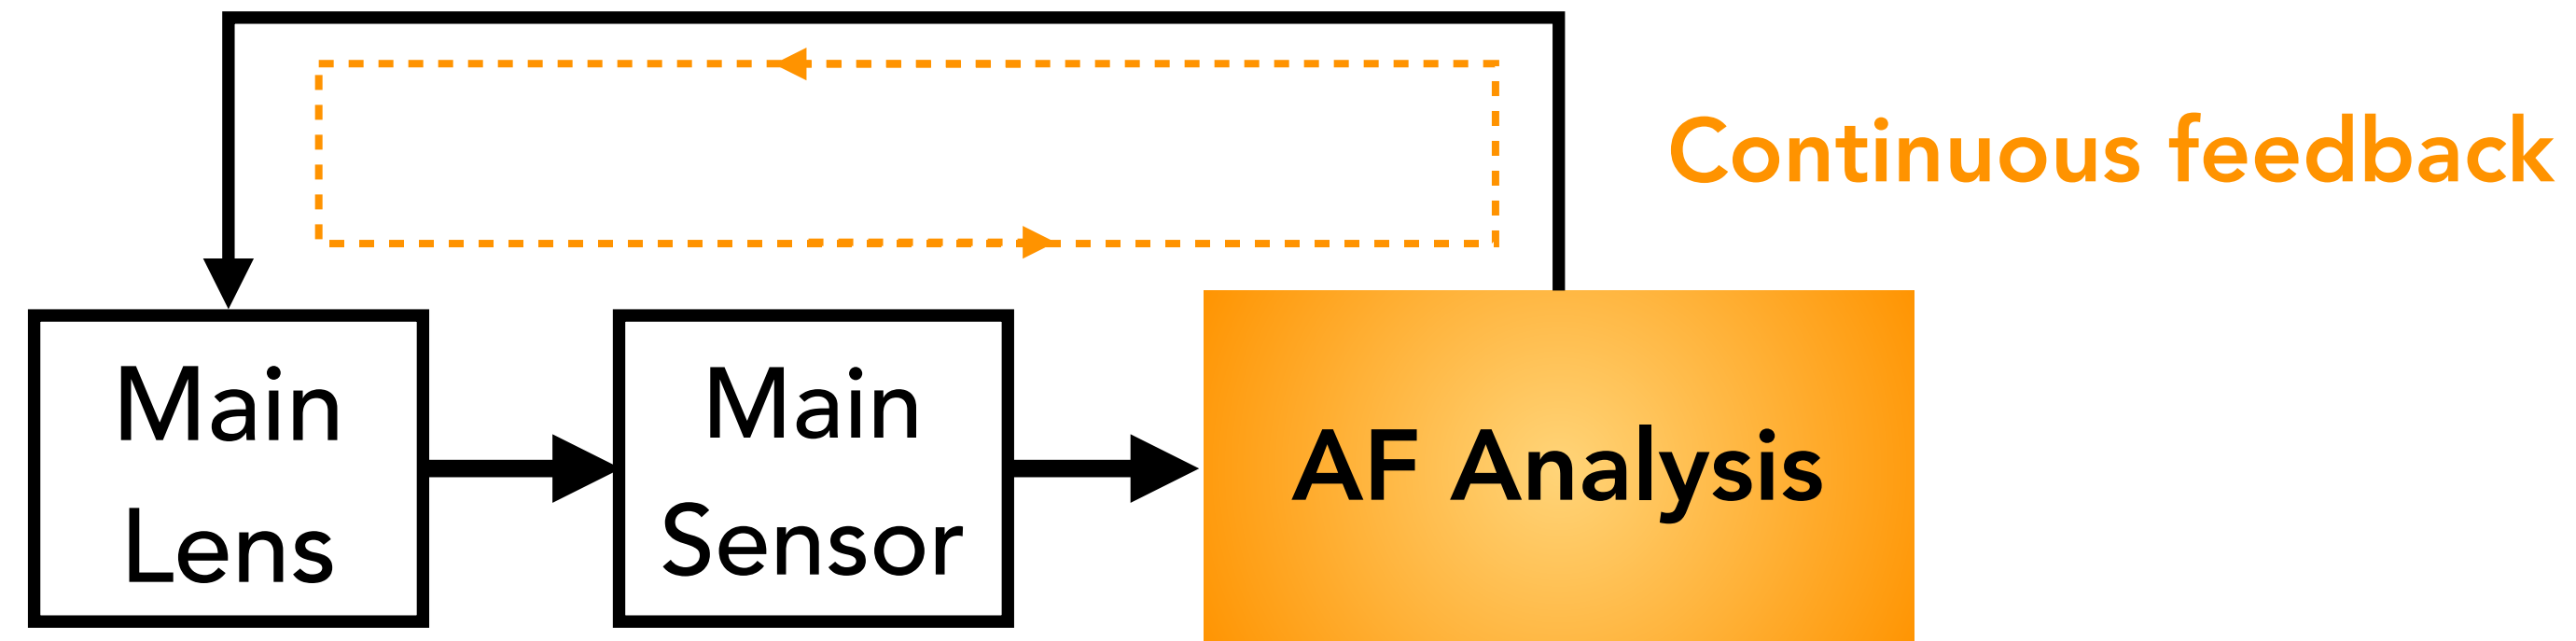 Continuous feedback
Main
Lens
Main
Sensor
AF Analysis